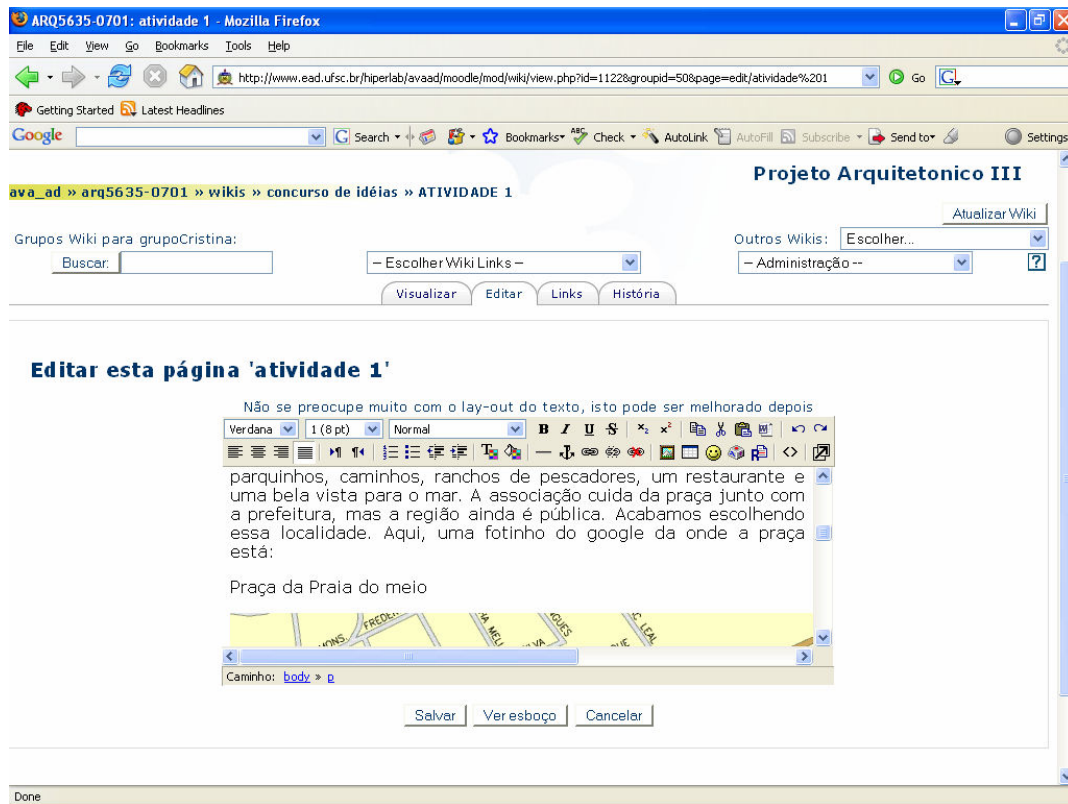 ARQ5635-0701: atividade 1 - Mozilla Firefox
File Edit View Go Bookmarks Tools Help
http://www.ead.ufsc.br/hiperlab/avaad/moodle/mod/wiki/view.php?id=1122&groupid=50&page=edit/atividade%201 Go G
Getting Started Latest Headlines
Google G Search Bookmarks ABC Check AutoLink AutoFill Subscribe Send to Settings
Projeto Arquitetonico III
ava_ad » arq5635-0701 » wikis » concurso de idéias » ATIVIDADE 1
Atualizar Wiki
Grupos Wiki para grupoCristina: Outros Wikis: Escolher...
Buscar: -- Escolher Wiki Links -- -- Administração -- ?
Visualizar Editar Links História
Editar esta página 'atividade 1'
Não se preocupe muito com o lay-out do texto, isto pode ser melhorado depois
Verdana 1 (8 pt) Normal B I U S x₂ x²
parquinhos, caminhos, ranchos de pescadores, um restaurante e
uma bela vista para o mar. A associação cuida da praça junto com
a prefeitura, mas a região ainda é pública. Acabamos escolhendo
essa localidade. Aqui, uma fotinho do google da onde a praça
está:
Praça da Praia do meio
Caminho: body » p
Salvar Ver esboço Cancelar
Done